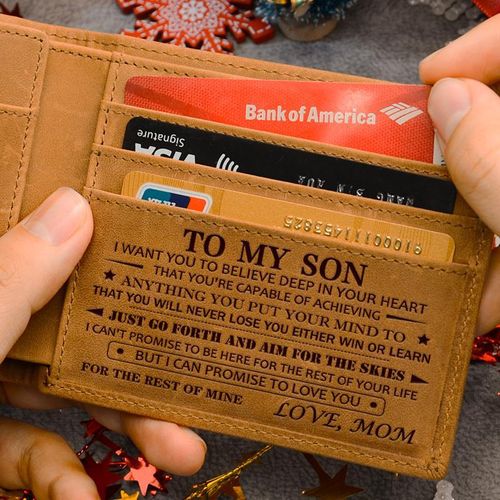 Bank of America
Signature
VISA
910001111453825
TO MY SON
I WANT YOU TO BELIEVE DEEP IN YOUR HEART
THAT YOU'RE CAPABLE OF ACHIEVING
ANYTHING YOU PUT YOUR MIND TO
THAT YOU WILL NEVER LOSE YOU EITHER WIN OR LEARN
JUST GO FORTH AND AIM FOR THE SKIES
I CAN'T PROMISE TO BE HERE FOR THE REST OF YOUR LIFE
BUT I CAN PROMISE TO LOVE YOU
FOR THE REST OF MINE
LOVE, MOM